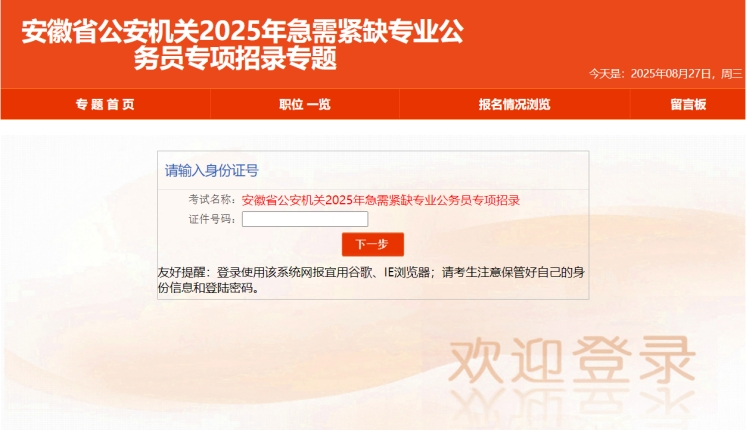 安徽省公安机关2025年急需紧缺专业公
务员专项招录专题
今天是：2025年08月27日，周三
专 题 首 页
职位 一览
报名情况浏览
留言板
请输入身份证号
考试名称：安徽省公安机关2025年急需紧缺专业公务员专项招录
证件号码：
下一步
友好提醒：登录使用该系统网报宜用谷歌、IE浏览器；请考生注意保管好自己的身
份信息和登陆密码。
欢迎登录